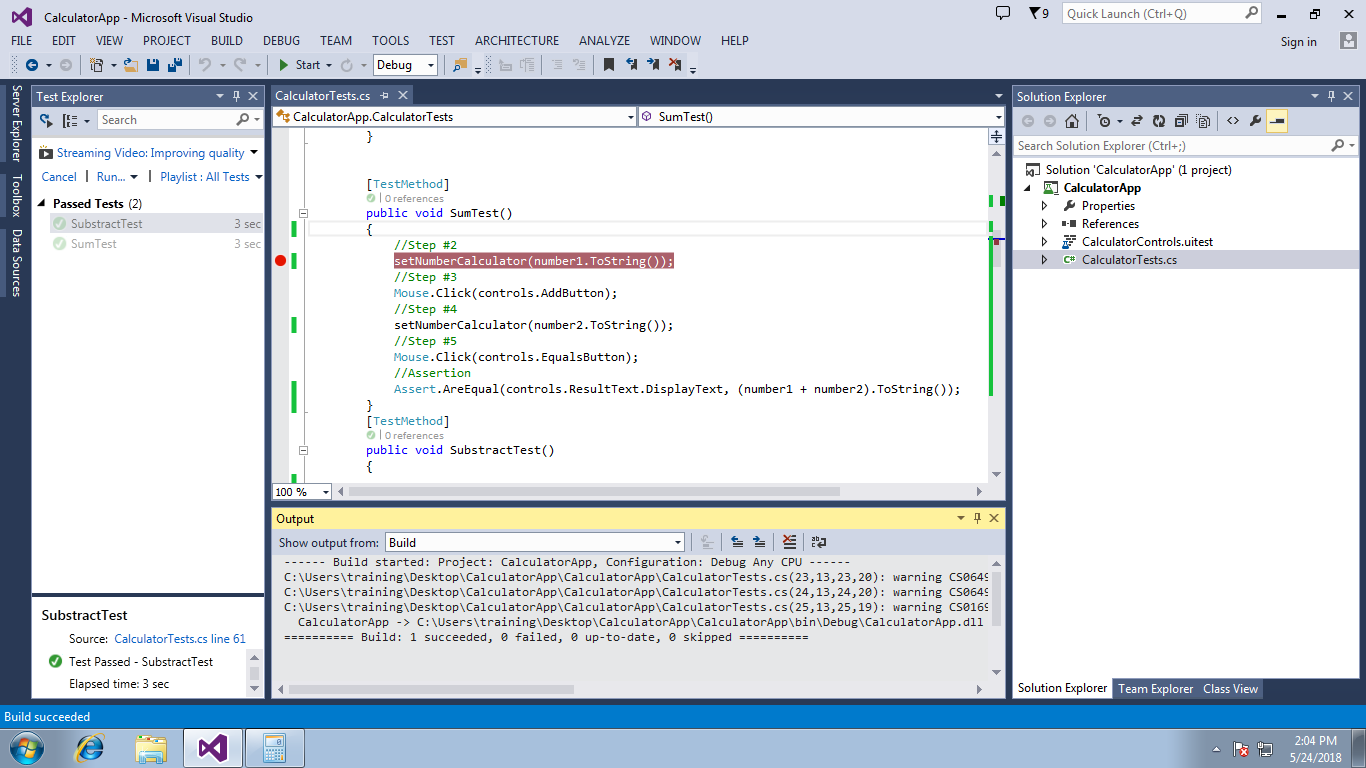 CalculatorApp - Microsoft Visual Studio
9
Quick Launch (Ctrl+Q)
FILE EDIT VIEW PROJECT BUILD DEBUG TEAM TOOLS TEST ARCHITECTURE ANALYZE WINDOW HELP
Sign in
Start Debug
Server Explorer
Toolbox
Data Sources
Test Explorer
Search
Streaming Video: Improving quality
Cancel | Run... | Playlist : All Tests
Passed Tests (2)
SubstractTest 3 sec
SumTest 3 sec
SubstractTest
Source: CalculatorTests.cs line 61
Test Passed - SubstractTest
Elapsed time: 3 sec
CalculatorTests.cs
CalculatorApp.CalculatorTests
SumTest()
}
[TestMethod]
| 0 references
public void SumTest()
{
//Step #2
setNumberCalculator(number1.ToString());
//Step #3
Mouse.Click(controls.AddButton);
//Step #4
setNumberCalculator(number2.ToString());
//Step #5
Mouse.Click(controls.EqualsButton);
//Assertion
Assert.AreEqual(controls.ResultText.DisplayText, (number1 + number2).ToString());
}
[TestMethod]
| 0 references
public void SubstractTest()
{
100 %
Output
Show output from: Build
------ Build started: Project: CalculatorApp, Configuration: Debug Any CPU ------
C:\Users\training\Desktop\CalculatorApp\CalculatorApp\CalculatorTests.cs(23,13,23,20): warning CS0649
C:\Users\training\Desktop\CalculatorApp\CalculatorApp\CalculatorTests.cs(24,13,24,20): warning CS0649
C:\Users\training\Desktop\CalculatorApp\CalculatorApp\CalculatorTests.cs(25,13,25,19): warning CS0169
CalculatorApp -> C:\Users\training\Desktop\CalculatorApp\CalculatorApp\bin\Debug\CalculatorApp.dll
========== Build: 1 succeeded, 0 failed, 0 up-to-date, 0 skipped ==========
Solution Explorer
Search Solution Explorer (Ctrl+;)
Solution 'CalculatorApp' (1 project)
CalculatorApp
Properties
References
CalculatorControls.uitest
C# CalculatorTests.cs
Solution Explorer Team Explorer Class View
Build succeeded
2:04 PM
5/24/2018